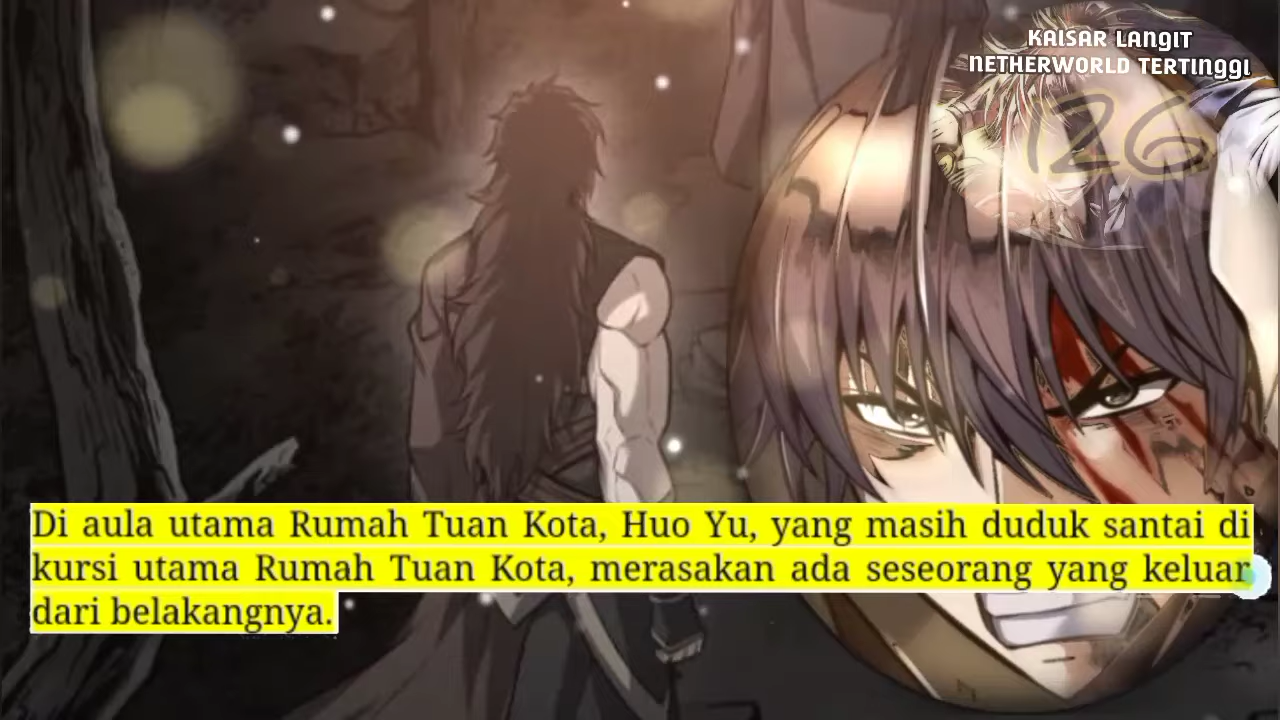 KAISAR LANGIT
NETHERWORLD TERTINGGI
126
Di aula utama Rumah Tuan Kota, Huo Yu, yang masih duduk santai di
kursi utama Rumah Tuan Kota, merasakan ada seseorang yang keluar
dari belakangnya.